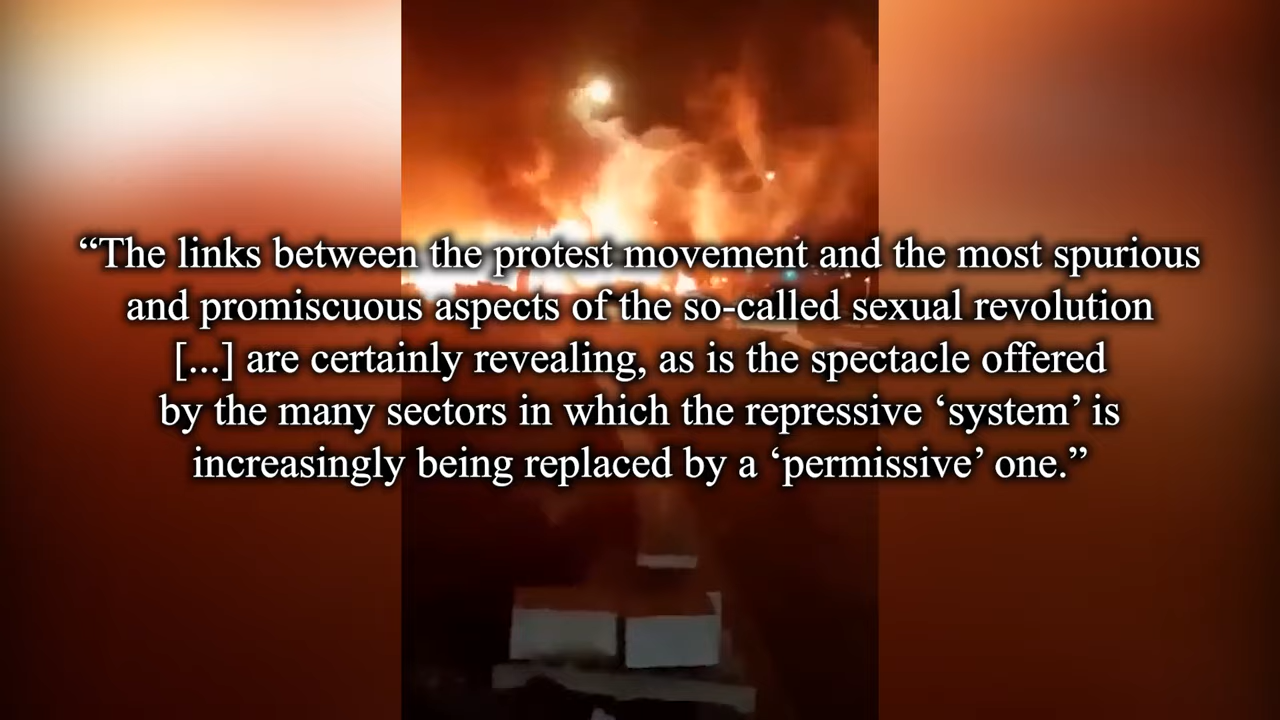 “The links between the protest movement and the most spurious
and promiscuous aspects of the so-called sexual revolution
[...] are certainly revealing, as is the spectacle offered
by the many sectors in which the repressive ‘system’ is
increasingly being replaced by a ‘permissive’ one.”